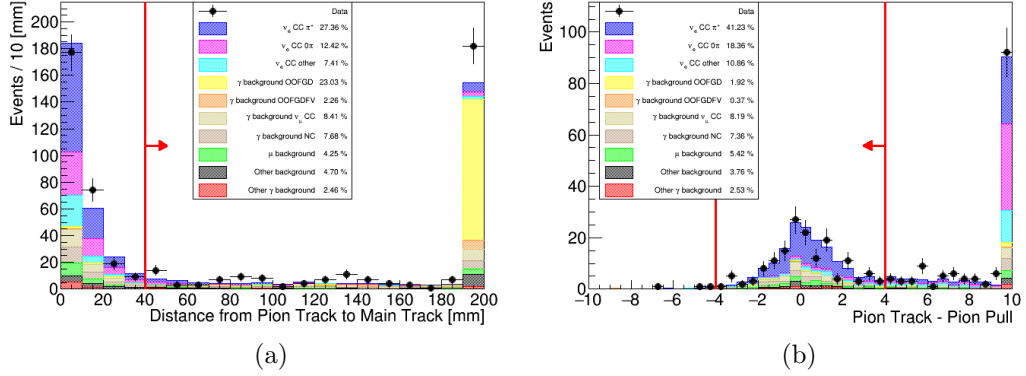 Events / 10 [mm]
200
180
160
140
120
100
80
60
40
20
0
Data
νe CC π+ 27.36 %
νe CC 0π 12.42 %
νe CC other 7.41 %
γ background OOFGD 23.03 %
γ background OOFGDFV 2.26 %
γ background νμ CC 8.41 %
γ background NC 7.68 %
μ background 4.25 %
Other background 4.70 %
Other γ background 2.46 %
0 20 40 60 80 100 120 140 160 180 200
Distance from Pion Track to Main Track [mm]
(a)
Events
100
80
60
40
20
0
Data
νe CC π+ 41.23 %
νe CC 0π 18.36 %
νe CC other 10.86 %
γ background OOFGD 1.92 %
γ background OOFGDFV 0.37 %
γ background νμ CC 8.19 %
γ background NC 7.36 %
μ background 5.42 %
Other background 3.76 %
Other γ background 2.53 %
−10 −8 −6 −4 −2 0 2 4 6 8 10
Pion Track - Pion Pull
(b)